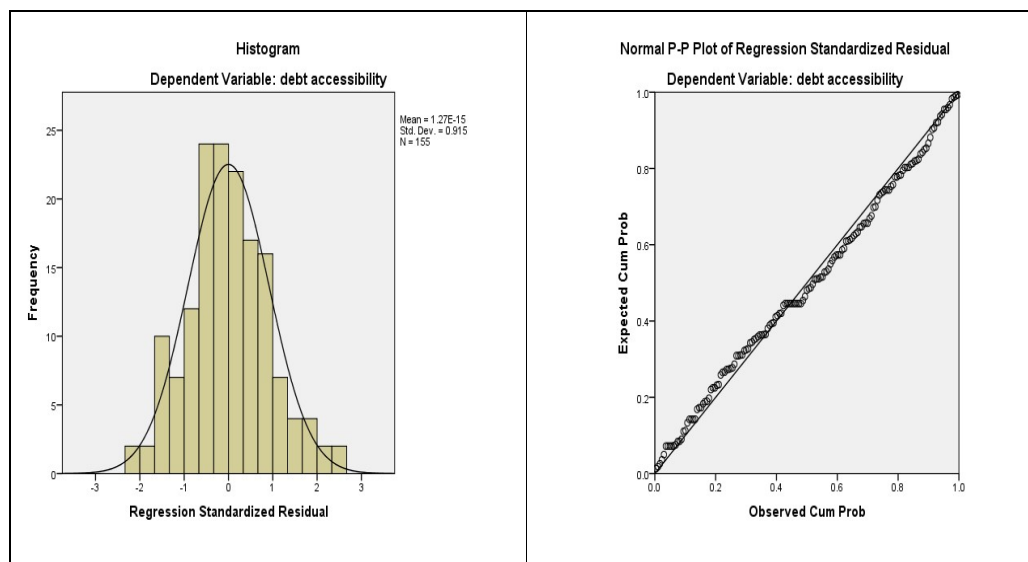 Histogram
Dependent Variable: debt accessibility
Mean = 1.27E-15
Std. Dev. = 0.915
N = 155
Frequency
25
20
15
10
5
0
-3 -2 -1 0 1 2 3
Regression Standardized Residual
Normal P-P Plot of Regression Standardized Residual
Dependent Variable: debt accessibility
Expected Cum Prob
1.0
0.8
0.6
0.4
0.2
0.0
0.0 0.2 0.4 0.6 0.8 1.0
Observed Cum Prob